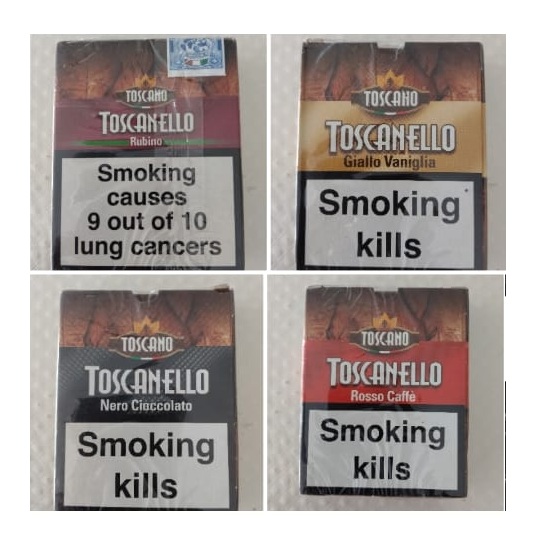 TOSCANO
TOSCANELLO
Rubino
Smoking
causes
9 out of 10
lung cancers
TOSCANO
TOSCANELLO
Giallo Vaniglia
Smoking
kills
TOSCANO
TOSCANELLO
Nero Cioccolato
Smoking
kills
TOSCANO
TOSCANELLO
Rosso Caffè
Smoking
kills